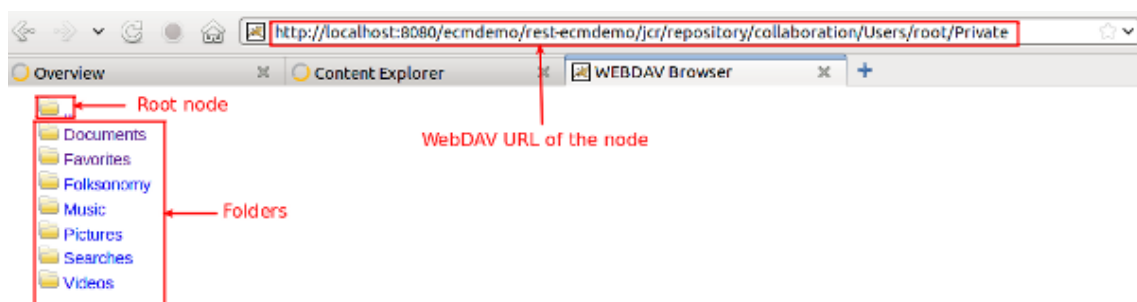 http://localhost:8080/ecmdemo/rest-ecmdemo/jcr/repository/collaboration/Users/root/Private
Overview Content Explorer WEBDAV Browser
.. Root node
Documents
WebDAV URL of the node
Favorites
Folksonomy
Music
Folders
Pictures
Searches
Videos